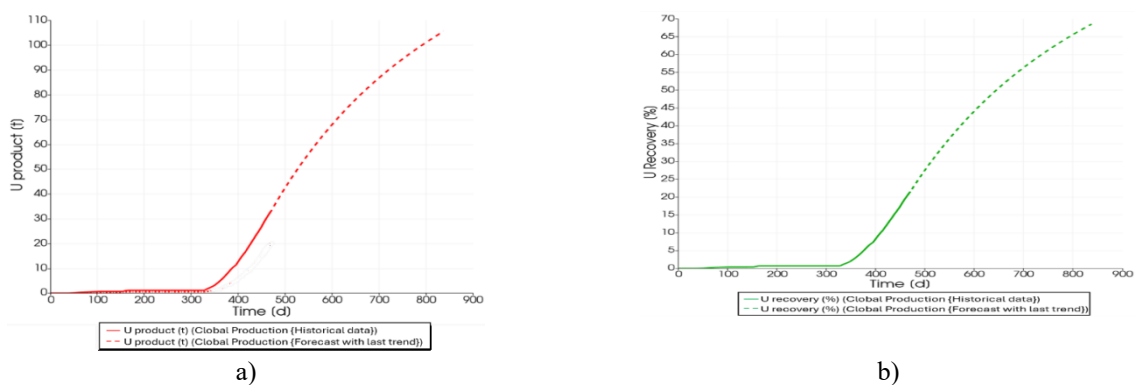 110
100
90
80
70
60
50
40
30
20
10
0
U product (t)
0 100 200 300 400 500 600 700 800 900
Time [d]
U product (t) (Clobal Production {Historical data})
U product (t) (Clobal Production {Forecast with last trend})
a)
70
65
60
55
50
45
40
35
30
25
20
15
10
5
0
U Recovery (%)
0 100 200 300 400 500 600 700 800 900
Time [d]
U recovery (%) (Clobal Production {Historical data})
U recovery (%) (Clobal Production {Forecast with last trend})
b)